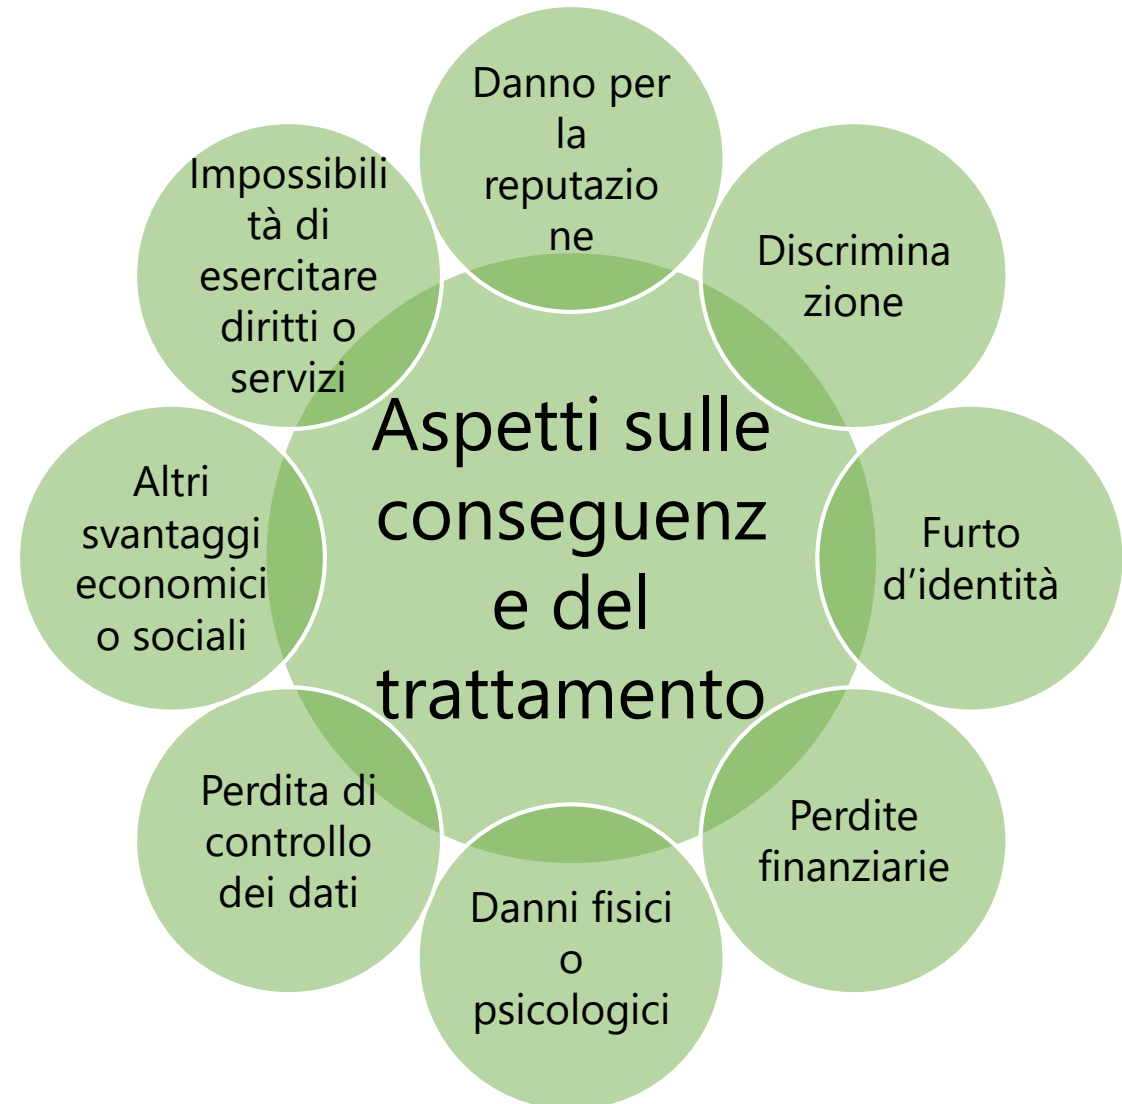 Danno per
la
reputazio
ne
Discrimina
zione
Furto
d’identità
Perdite
finanziarie
Danni fisici
o
psicologici
Perdita di
controllo
dei dati
Altri
svantaggi
economici
o sociali
Impossibili
tà di
esercitare
diritti o
servizi
Aspetti sulle
conseguenz
e del
trattamento